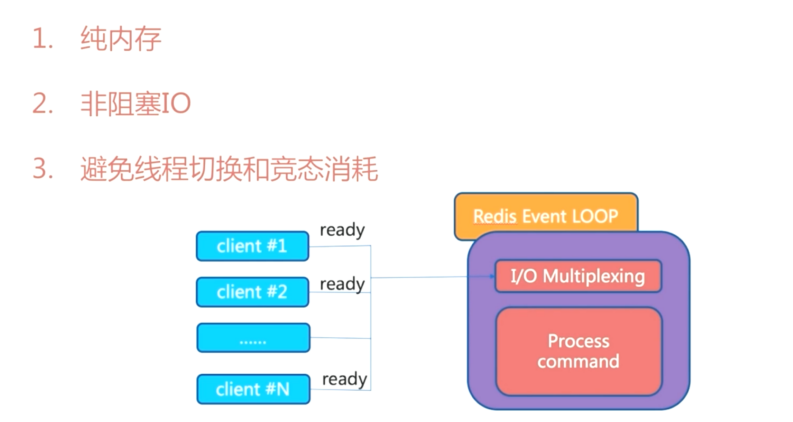 1. 纯内存
2. 非阻塞IO
3. 避免线程切换和竞态消耗
ready
Redis Event LOOP
client #1
I/O Multiplexing
ready
client #2
......
Process
command
ready
client #N